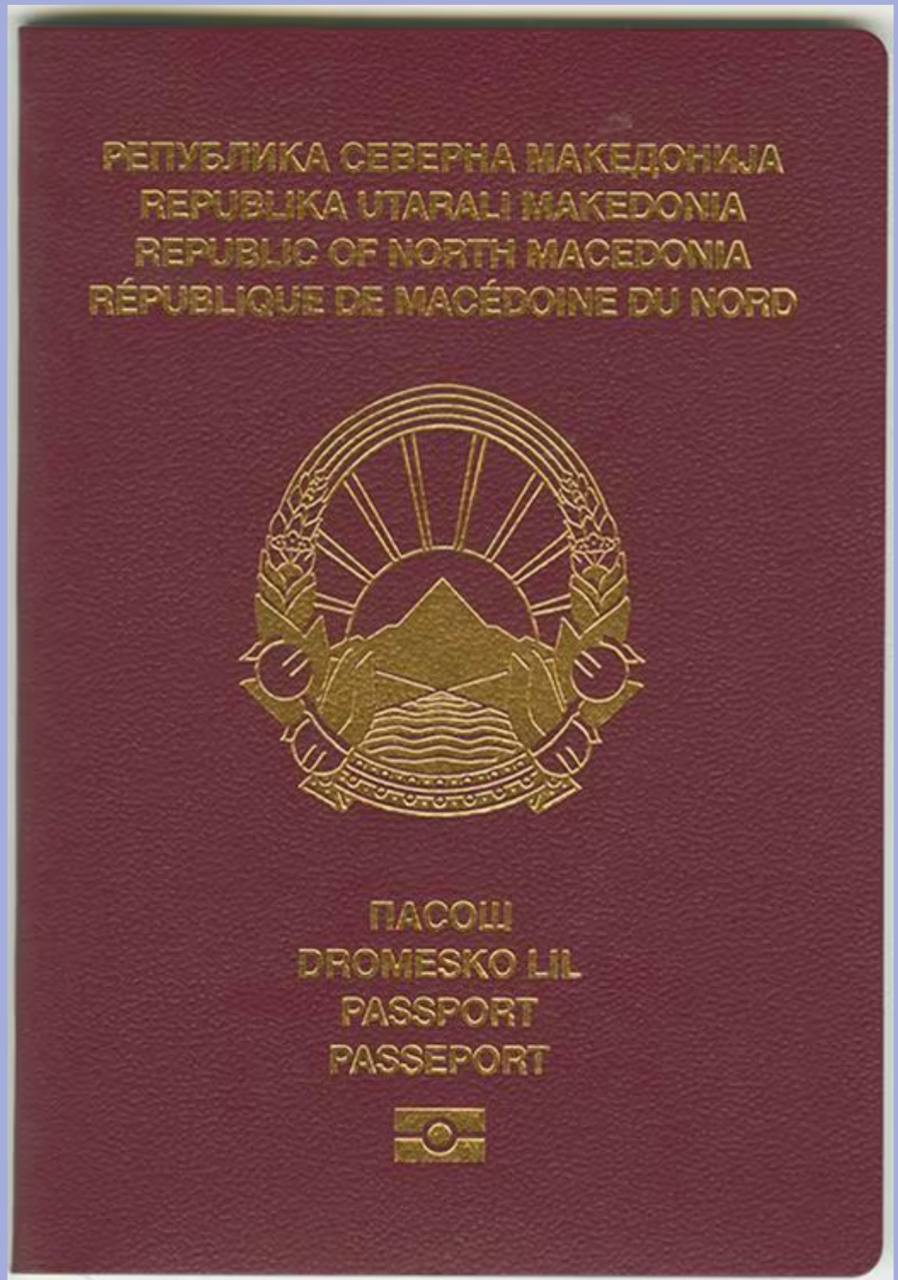 РЕПУБЛИКА СЕВЕРНА МАКЕДОНИЈА
REPUBLIKA UTARALI MAKEDONIA
REPUBLIC OF NORTH MACEDONIA
RÉPUBLIQUE DE MACÉDOINE DU NORD
ПАСОШ
DROMESKO LIL
PASSPORT
PASSEPORT